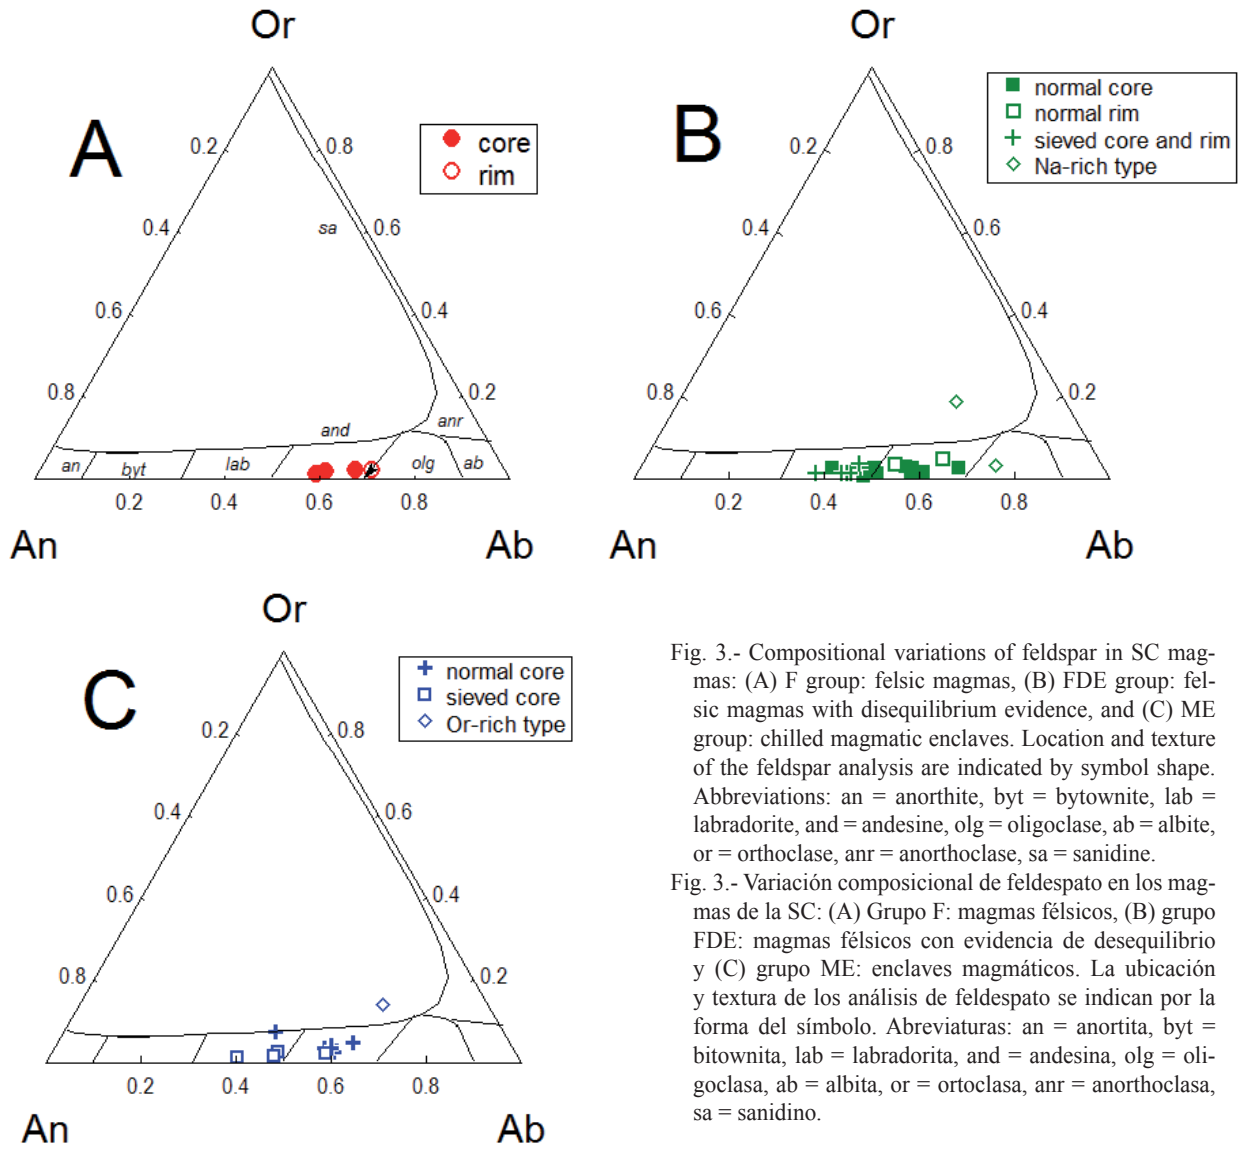 Or
A
core
rim
0.2
0.8
sa
0.4
0.6
0.6
0.4
0.8
0.2
and
anr
an
byt
lab
olg
ab
0.2
0.4
0.6
0.8
An
Ab
Or
B
normal core
normal rim
sieved core and rim
Na-rich type
0.2
0.8
0.4
0.6
0.6
0.4
0.8
0.2
0.2
0.4
0.6
0.8
An
Ab
Or
C
normal core
sieved core
Or-rich type
0.2
0.8
0.4
0.6
0.6
0.4
0.8
0.2
0.2
0.4
0.6
0.8
An
Ab
Fig. 3.- Compositional variations of feldspar in SC mag-
mas: (A) F group: felsic magmas, (B) FDE group: fel-
sic magmas with disequilibrium evidence, and (C) ME
group: chilled magmatic enclaves. Location and texture
of the feldspar analysis are indicated by symbol shape.
Abbreviations: an = anorthite, byt = bytownite, lab =
labradorite, and = andesine, olg = oligoclase, ab = albite,
or = orthoclase, anr = anorthoclase, sa = sanidine.
Fig. 3.- Variación composicional de feldespato en los mag-
mas de la SC: (A) Grupo F: magmas félsicos, (B) grupo
FDE: magmas félsicos con evidencia de desequilibrio
y (C) grupo ME: enclaves magmáticos. La ubicación
y textura de los análisis de feldespato se indican por la
forma del símbolo. Abreviaturas: an = anortita, byt =
bitownita, lab = labradorita, and = andesina, olg = oli-
goclasa, ab = albita, or = ortoclasa, anr = anorthoclasa,
sa = sanidino.